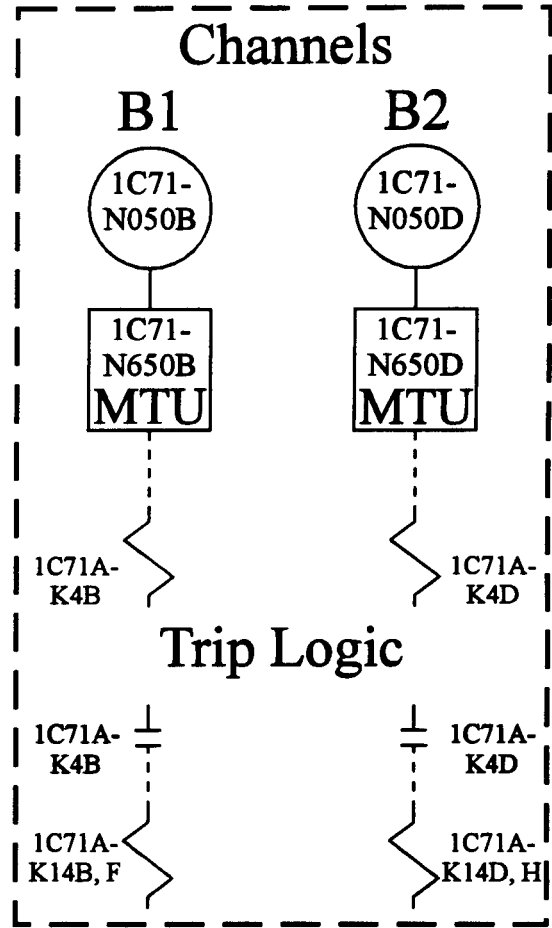 Channels
B1 B2
1C71-
N050B
1C71-
N050D
1C71-
N650B
MTU
1C71-
N650D
MTU
1C71A-
K4B
1C71A-
K4D
Trip Logic
1C71A-
K4B
1C71A-
K4D
1C71A-
K14B, F
1C71A-
K14D, H